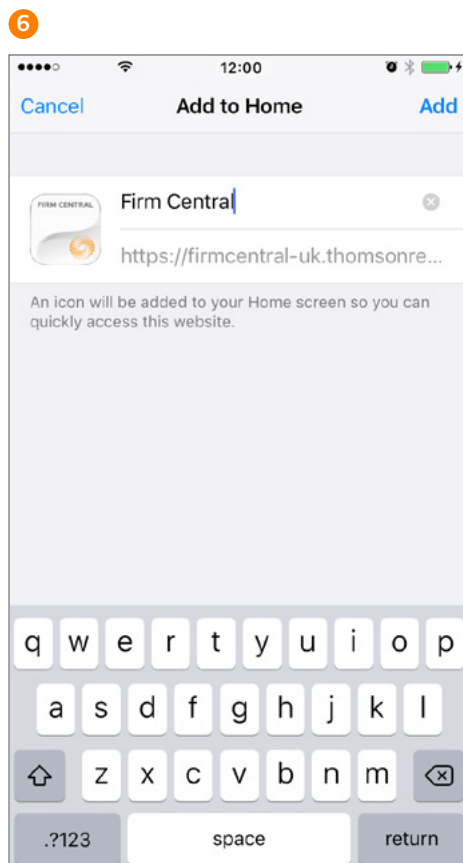 6
12:00
Cancel Add to Home Add
FIRM CENTRAL
Firm Central
https://firmcentral-uk.thomsonre...
An icon will be added to your Home screen so you can
quickly access this website.
q w e r t y u i o p
a s d f g h j k l
z x c v b n m
.?123 space return